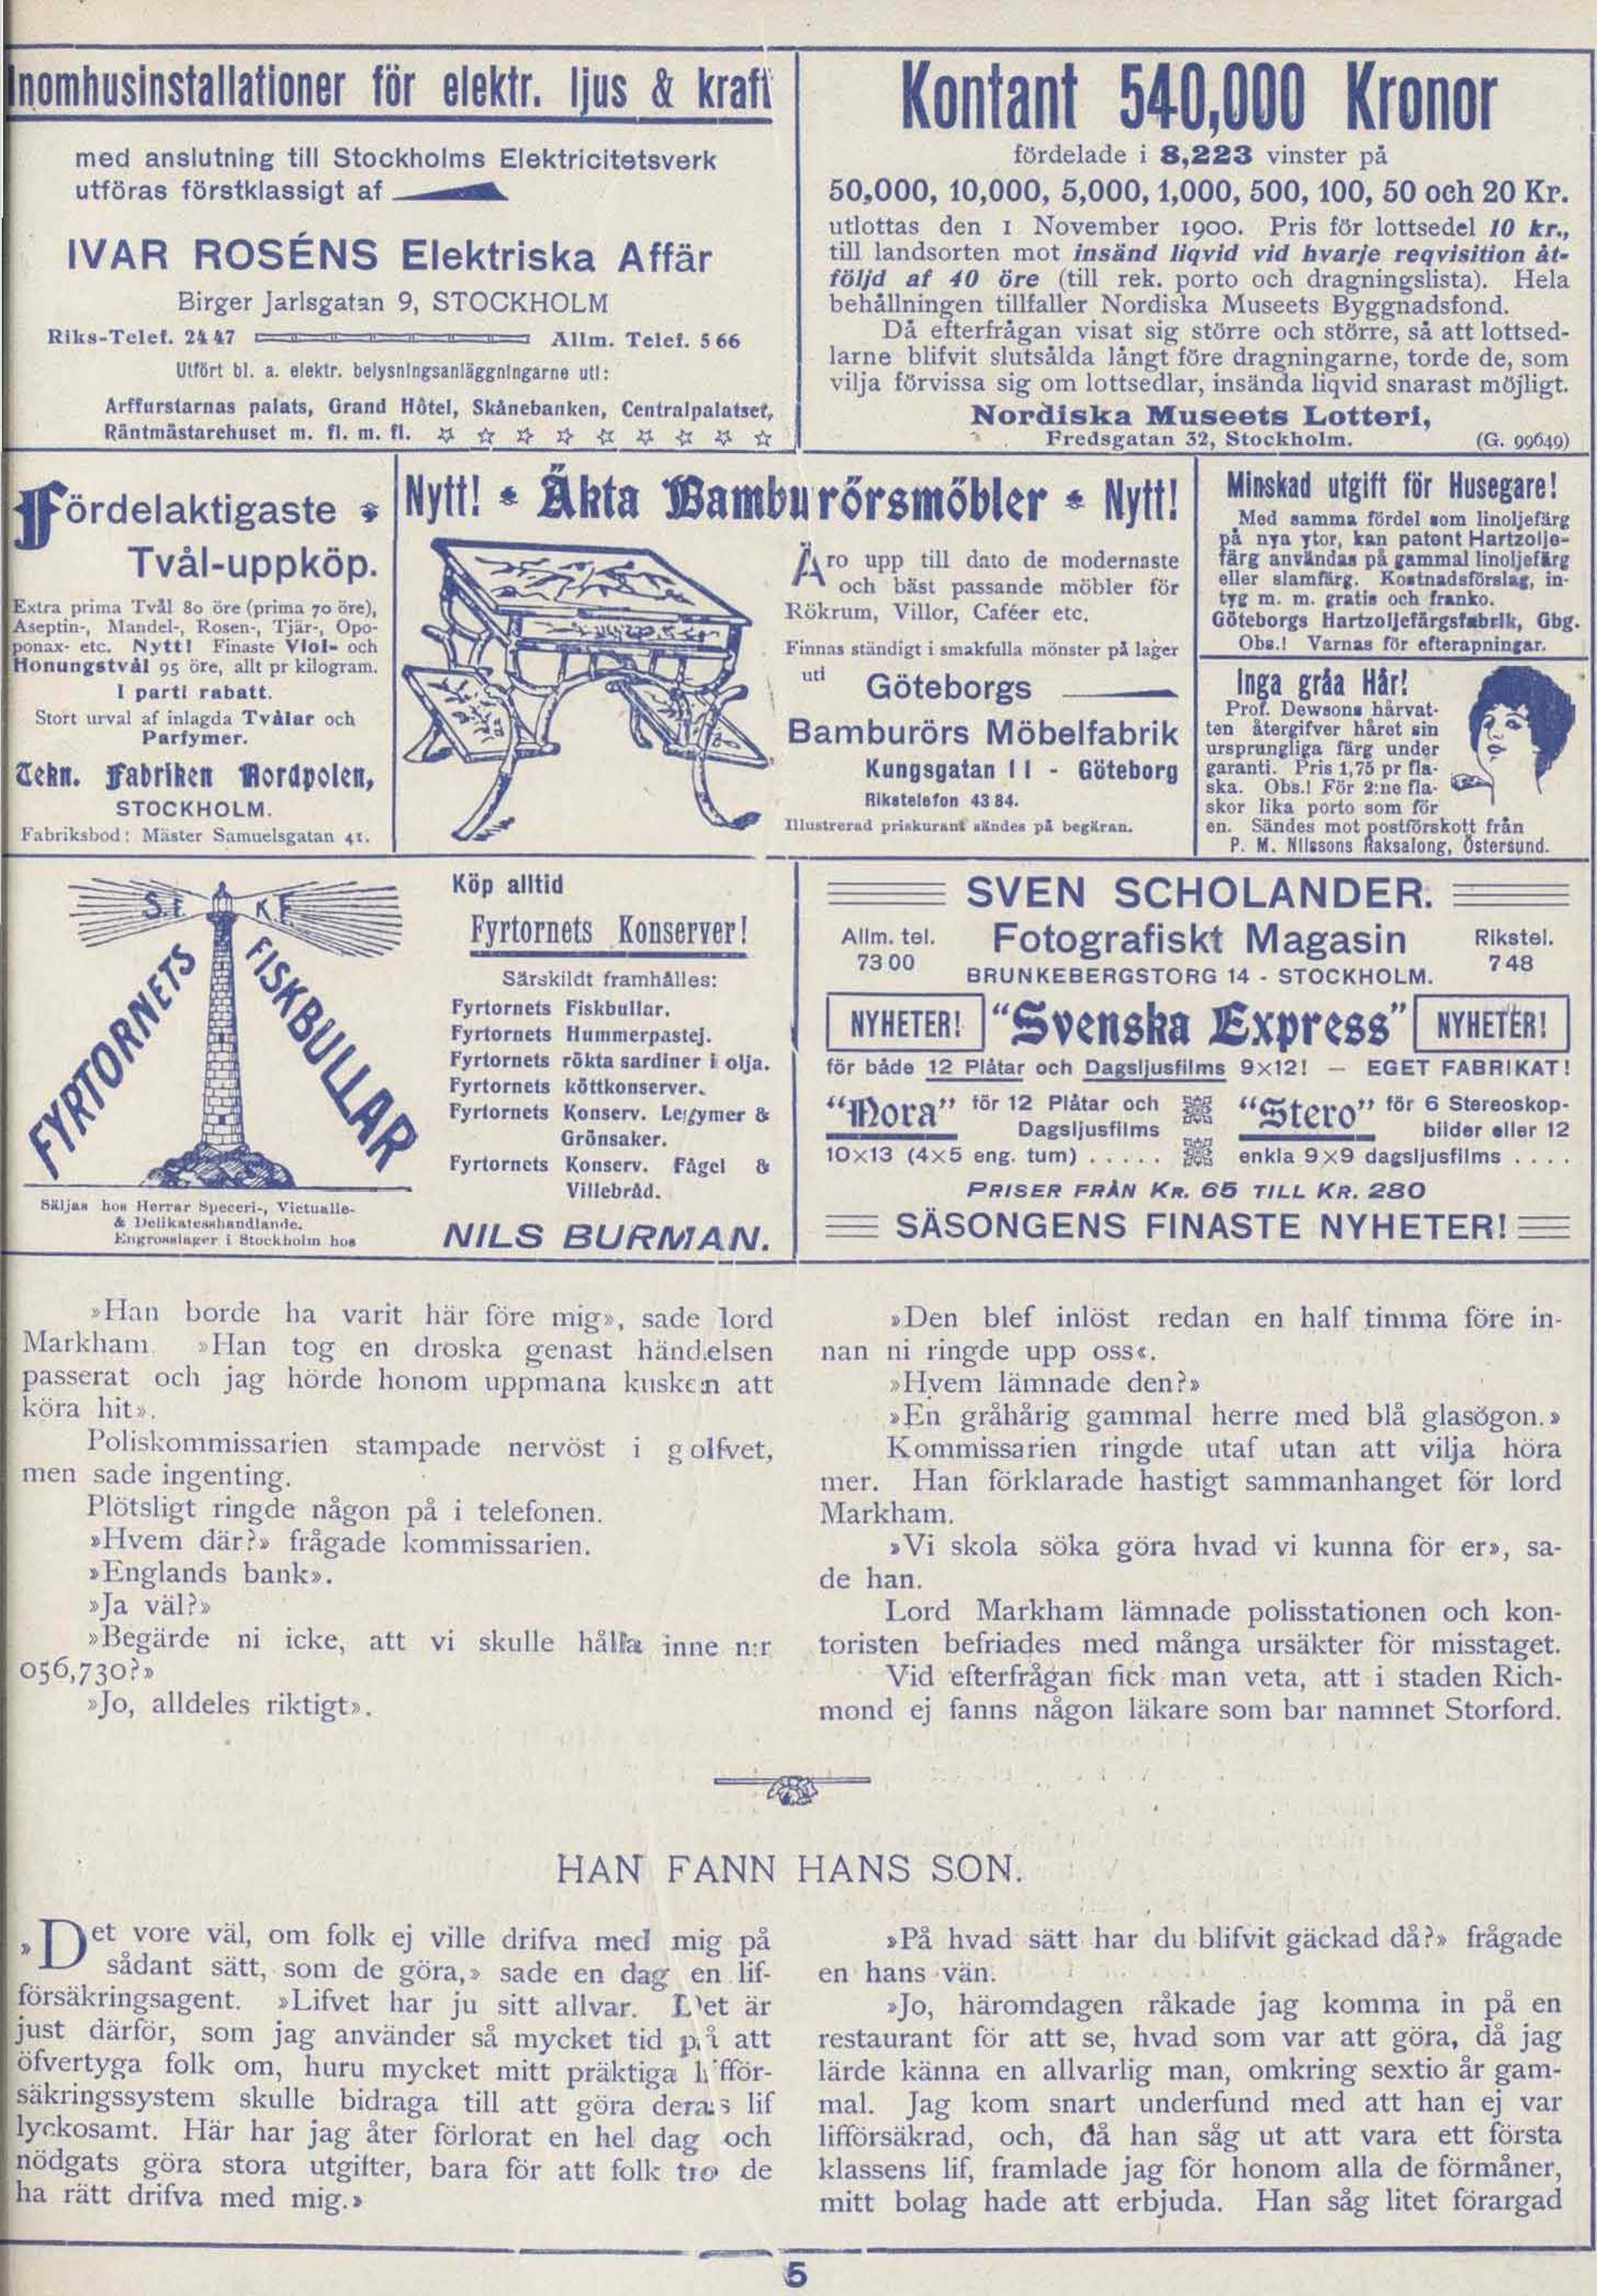 Inomhusinstallationer för elektr. ljus & kraft
med anslutning till Stockholms Elektricitetsverk
utföras förstklassigt af
IVAR ROSÉNS Elektriska Affär
Birger Jarlsgatan 9, STOCKHOLM
Riks-Telef. 24 47 Allm. Telef. 5 66
Utfört bl. a. elektr. belysningsanläggningarne uti:
Arffurstarnas palats, Grand Hôtel, Skånebanken, Centralpalatset,
Räntmästarehuset m. fl. m. fl.
Kontant 540,000 Kronor
fördelade i 8,223 vinster på
50,000, 10,000, 5,000, 1,000, 500, 100, 50 och 20 Kr.
utlottas den 1 November 1900. Pris för lottsedel 10 kr.,
till landsorten mot insänd liqvid vid hvarje reqvisition åt-
följd af 40 öre (till rek. porto och dragningslista). Hela
behållningen tillfaller Nordiska Museets Byggnadsfond.
Då efterfrågan visat sig större och större, så att lottsed-
larne blifvit slutsålda långt före dragningarne, torde de, som
vilja förvissa sig om lottsedlar, insända liqvid snarast möjligt.
Nordiska Museets Lotteri,
Fredsgatan 32, Stockholm. (G. 99649)
Fördelaktigaste
Tvål-uppköp.
Extra prima Tvål 80 öre (prima 70 öre),
Aseptin-, Mandel-, Rosen-, Tjär-, Opo-
ponax- etc. Nytt! Finaste Viol- och
Honungstvål 95 öre, allt pr kilogram.
I parti rabatt.
Stort urval af inlagda Tvålar och
Parfymer.
Tekn. Fabriken Nordpolen,
STOCKHOLM.
Fabriksbod: Mäster Samuelsgatan 41.
Nytt! Äkta Bamburörsmöbler Nytt!
Äro upp till dato de modernaste
och bäst passande möbler för
Rökrum, Villor, Caféer etc.
Finnas ständigt i smakfulla mönster på lager
uti Göteborgs
Bamburörs Möbelfabrik
Kungsgatan 11 - Göteborg
Rikstelefon 43 84.
Illustrerad priskurant sändes på begäran.
Minskad utgift för Husegare!
Med samma fördel som linoljefärg
på nya ytor, kan patent Hartzolje-
färg användas på gammal linoljefärg
eller slamfärg. Kostnadsförslag, in-
tyg m. m. gratis och franko.
Göteborgs Hartzoljefärgsfabrik, Gbg.
Obs.! Varnas för efterapningar.
Inga gråa Hår!
Prof. Dewsons hårvat-
ten återgifver håret sin
ursprungliga färg under
garanti. Pris 1,75 pr fla-
ska. Obs.! För 2:ne fla-
skor lika porto som för
en. Sändes mot postförskott från
P. M. Nilssons Raksalong, Östersund.
S. F. K. F.
FYRTORNETS FISKBULLAR
Säljas hos Herrar Speceri-, Victualie-
& Delikatesshandlande.
Engroslager i Stockholm hos
Köp alltid
Fyrtornets Konserver!
Särskildt framhålles:
Fyrtornets Fiskbullar.
Fyrtornets Hummerpastej.
Fyrtornets rökta sardiner i olja.
Fyrtornets köttkonserver.
Fyrtornets Konserv. Legymer &
Grönsaker.
Fyrtornets Konserv. Fågel &
Villebråd.
NILS BURMAN.
SVEN SCHOLANDER.
Allm. tel. Fotografiskt Magasin Rikstel.
73 00 BRUNKEBERGSTORG 14 - STOCKHOLM. 7 48
NYHETER! "Svenska Express" NYHETER!
för både 12 Plåtar och Dagsljusfilms 9×12! — EGET FABRIKAT!
"Nora" för 12 Plåtar och
Dagsljusfilms
10×13 (4×5 eng. tum) . . . . .
"Stero" för 6 Stereoskop-
bilder eller 12
enkla 9×9 dagsljusfilms . . . .
PRISER FRÅN KR. 65 TILL KR. 280
SÄSONGENS FINASTE NYHETER!
»Han borde ha varit här före mig», sade lord
Markham. »Han tog en droska genast händelsen
passerat och jag hörde honom uppmana kusken att
köra hit».
Poliskommissarien stampade nervöst i golfvet,
men sade ingenting.
Plötsligt ringde någon på i telefonen.
»Hvem där?» frågade kommissarien.
»Englands bank».
»Ja väl?»
»Begärde ni icke, att vi skulle hålla inne n:r
056,730?»
»Jo, alldeles riktigt».
»Den blef inlöst redan en half timma före in-
nan ni ringde upp oss«.
»Hvem lämnade den?»
»En gråhårig gammal herre med blå glasögon.»
Kommissarien ringde utaf utan att vilja höra
mer. Han förklarade hastigt sammanhanget för lord
Markham.
»Vi skola söka göra hvad vi kunna för er», sa-
de han.
Lord Markham lämnade polisstationen och kon-
toristen befriades med många ursäkter för misstaget.
Vid efterfrågan fick man veta, att i staden Rich-
mond ej fanns någon läkare som bar namnet Storford.
HAN FANN HANS SON.
»Det vore väl, om folk ej ville drifva med mig på
sådant sätt, som de göra,» sade en dag en lif-
försäkringsagent. »Lifvet har ju sitt allvar. Det är
just därför, som jag använder så mycket tid på att
öfvertyga folk om, huru mycket mitt präktiga lifför-
säkringssystem skulle bidraga till att göra deras lif
lyckosamt. Här har jag åter förlorat en hel dag och
nödgats göra stora utgifter, bara för att folk tro de
ha rätt drifva med mig.»
»På hvad sätt har du blifvit gäckad då?» frågade
en hans vän.
»Jo, häromdagen råkade jag komma in på en
restaurant för att se, hvad som var att göra, då jag
lärde känna en allvarlig man, omkring sextio år gam-
mal. Jag kom snart underfund med att han ej var
lifförsäkrad, och, då han såg ut att vara ett första
klassens lif, framlade jag för honom alla de förmåner,
mitt bolag hade att erbjuda. Han såg litet förargad
5